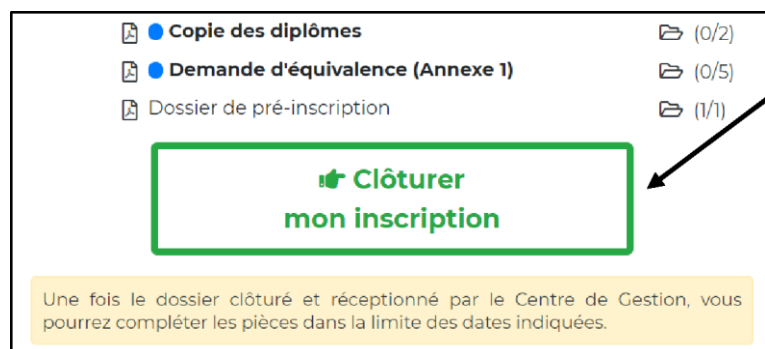 Copie des diplômes (0/2)
Demande d'équivalence (Annexe 1) (0/5)
Dossier de pré-inscription (1/1)
Clôturer
mon inscription
Une fois le dossier clôturé et réceptionné par le Centre de Gestion, vous
pourrez compléter les pièces dans la limite des dates indiquées.